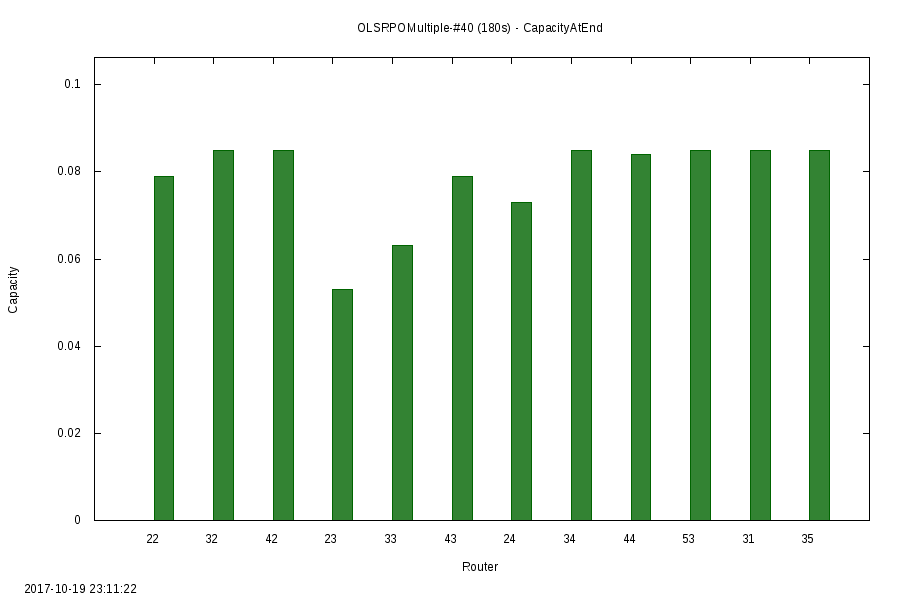 OLSRPOMultiple-#40 (180s) - CapacityAtEnd
0.1
0.08
0.06
0.04
0.02
0
Capacity
22 32 42 23 33 43 24 34 44 53 31 35
Router
2017-10-19 23:11:22